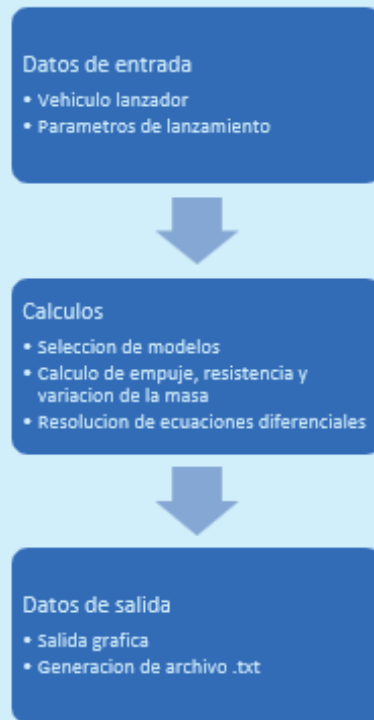 Datos de entrada
• Vehiculo lanzador
• Parametros de lanzamiento
Calculos
• Seleccion de modelos
• Calculo de empuje, resistencia y
variacion de la masa
• Resolucion de ecuaciones diferenciales
Datos de salida
• Salida grafica
• Generacion de archivo .txt